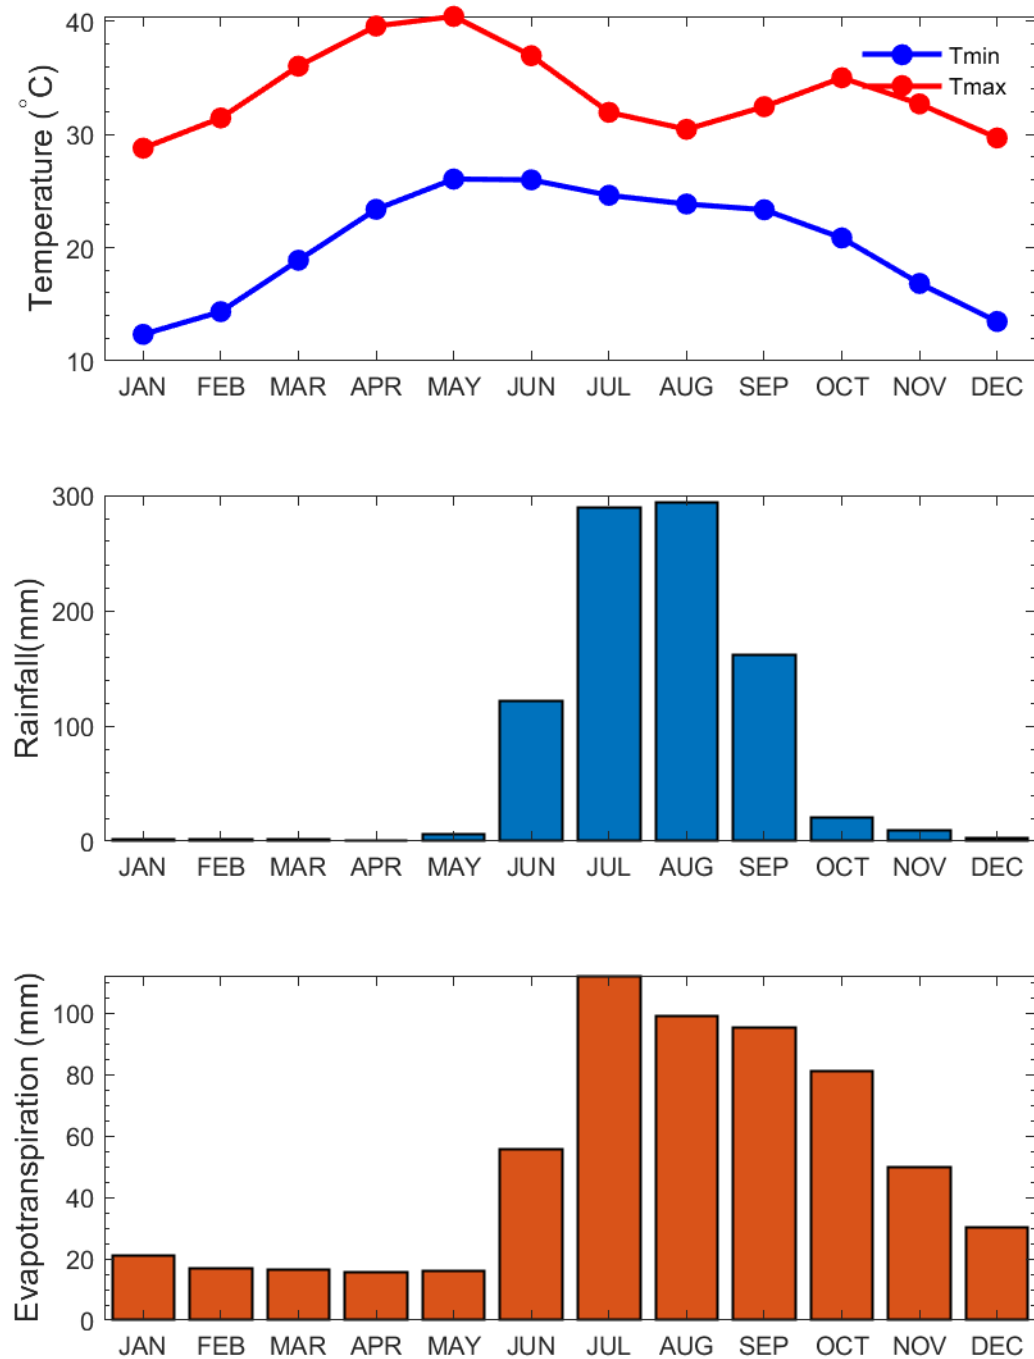 Temperature (°C)
40
30
20
10
Tmin
Tmax
JAN FEB MAR APR MAY JUN JUL AUG SEP OCT NOV DEC
Rainfall(mm)
300
200
100
0
JAN FEB MAR APR MAY JUN JUL AUG SEP OCT NOV DEC
Evapotranspiration (mm)
100
80
60
40
20
0
JAN FEB MAR APR MAY JUN JUL AUG SEP OCT NOV DEC